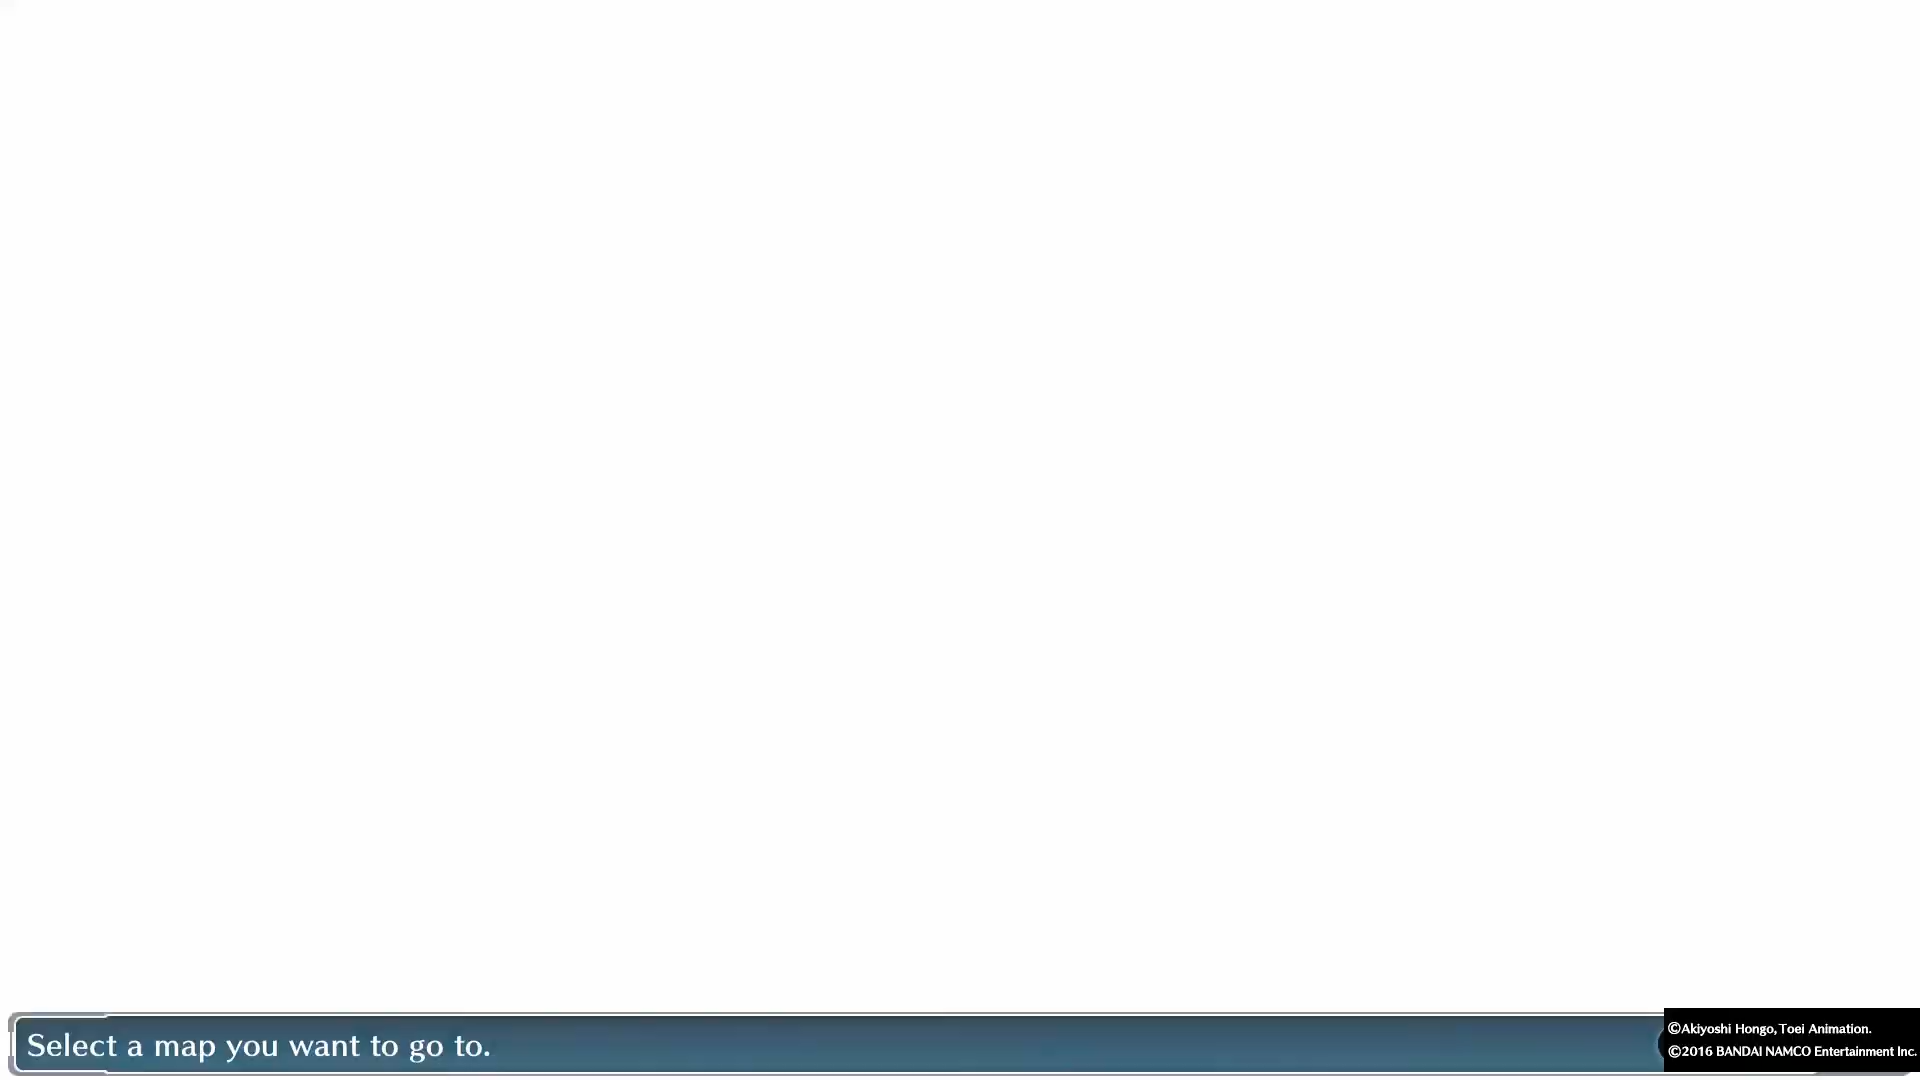 Select a map you want to go to.
©Akiyoshi Hongo, Toei Animation.
©2016 BANDAI NAMCO Entertainment Inc.